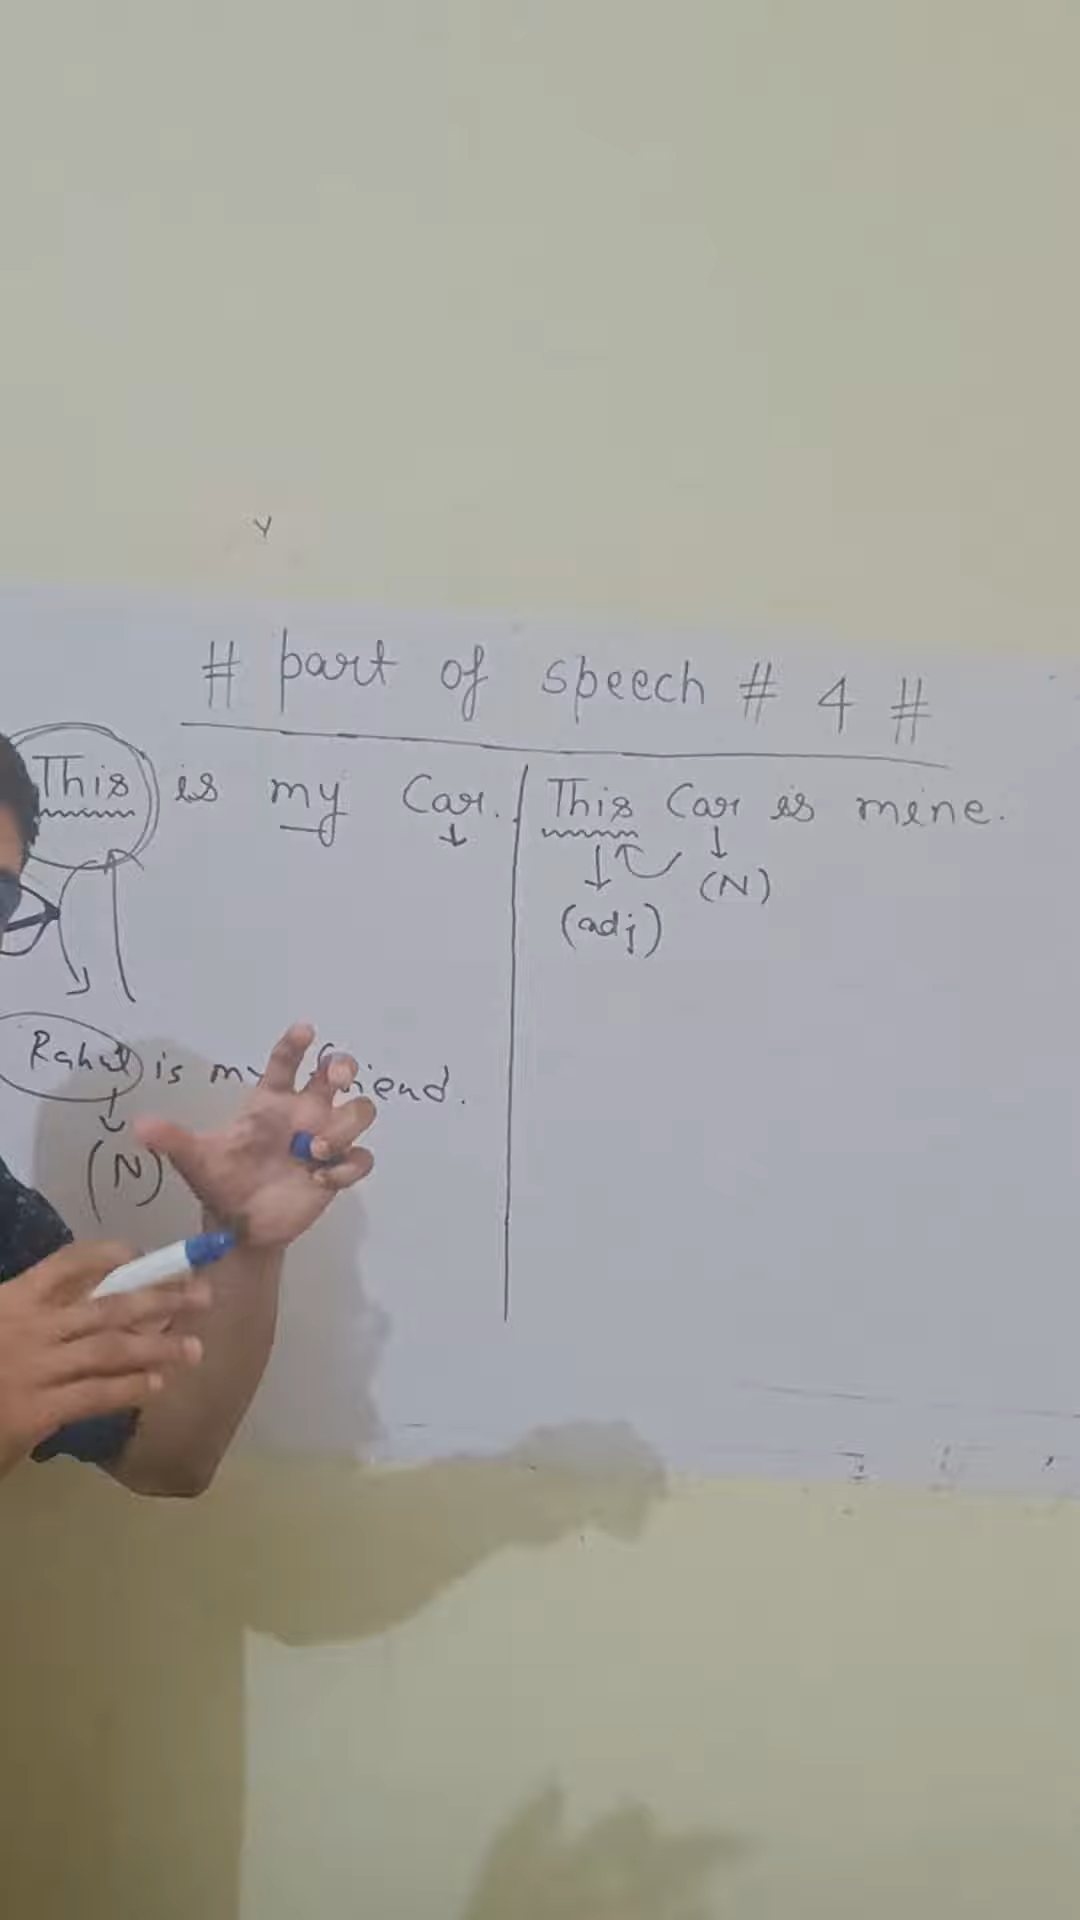 # part of speech # 4 #
This is my Car.
Rahul is my friend.
(N)
This Car is mine.
(N)
(adj)